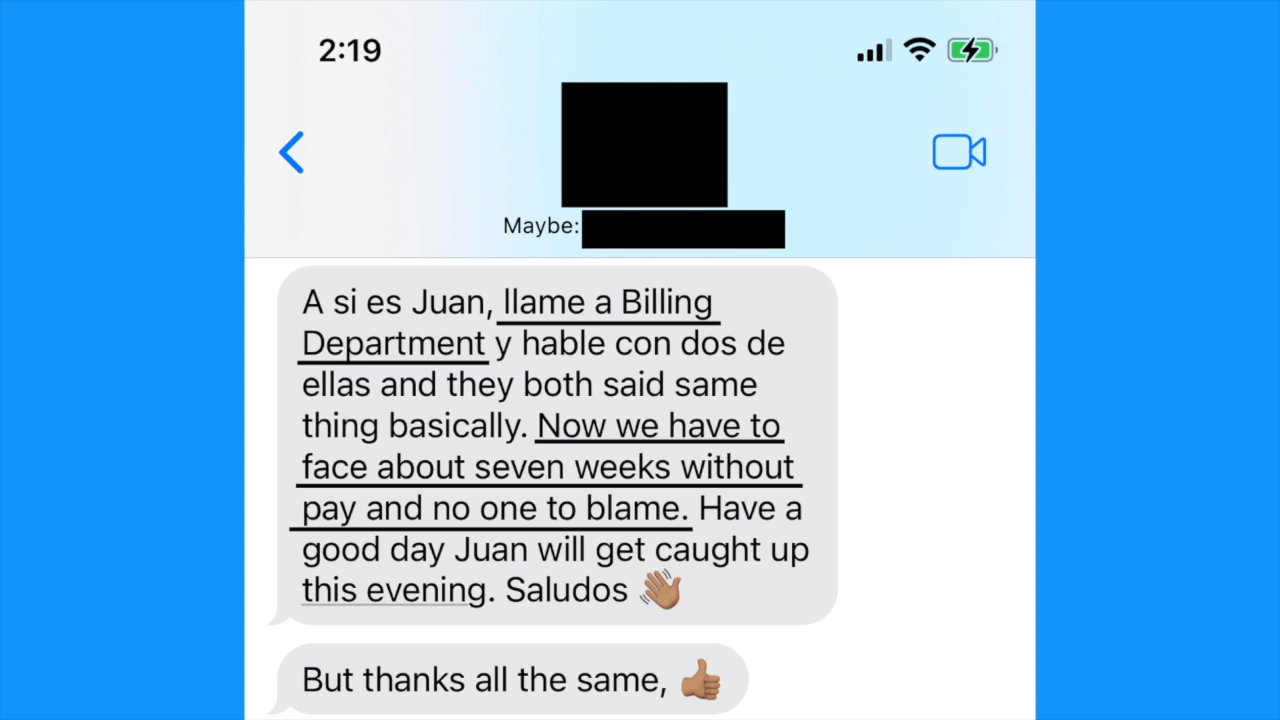 2:19
Maybe:
A si es Juan, llame a Billing
Department y hable con dos de
ellas and they both said same
thing basically. Now we have to
face about seven weeks without
pay and no one to blame. Have a
good day Juan will get caught up
this evening. Saludos 👋🏽
But thanks all the same, 👍🏽